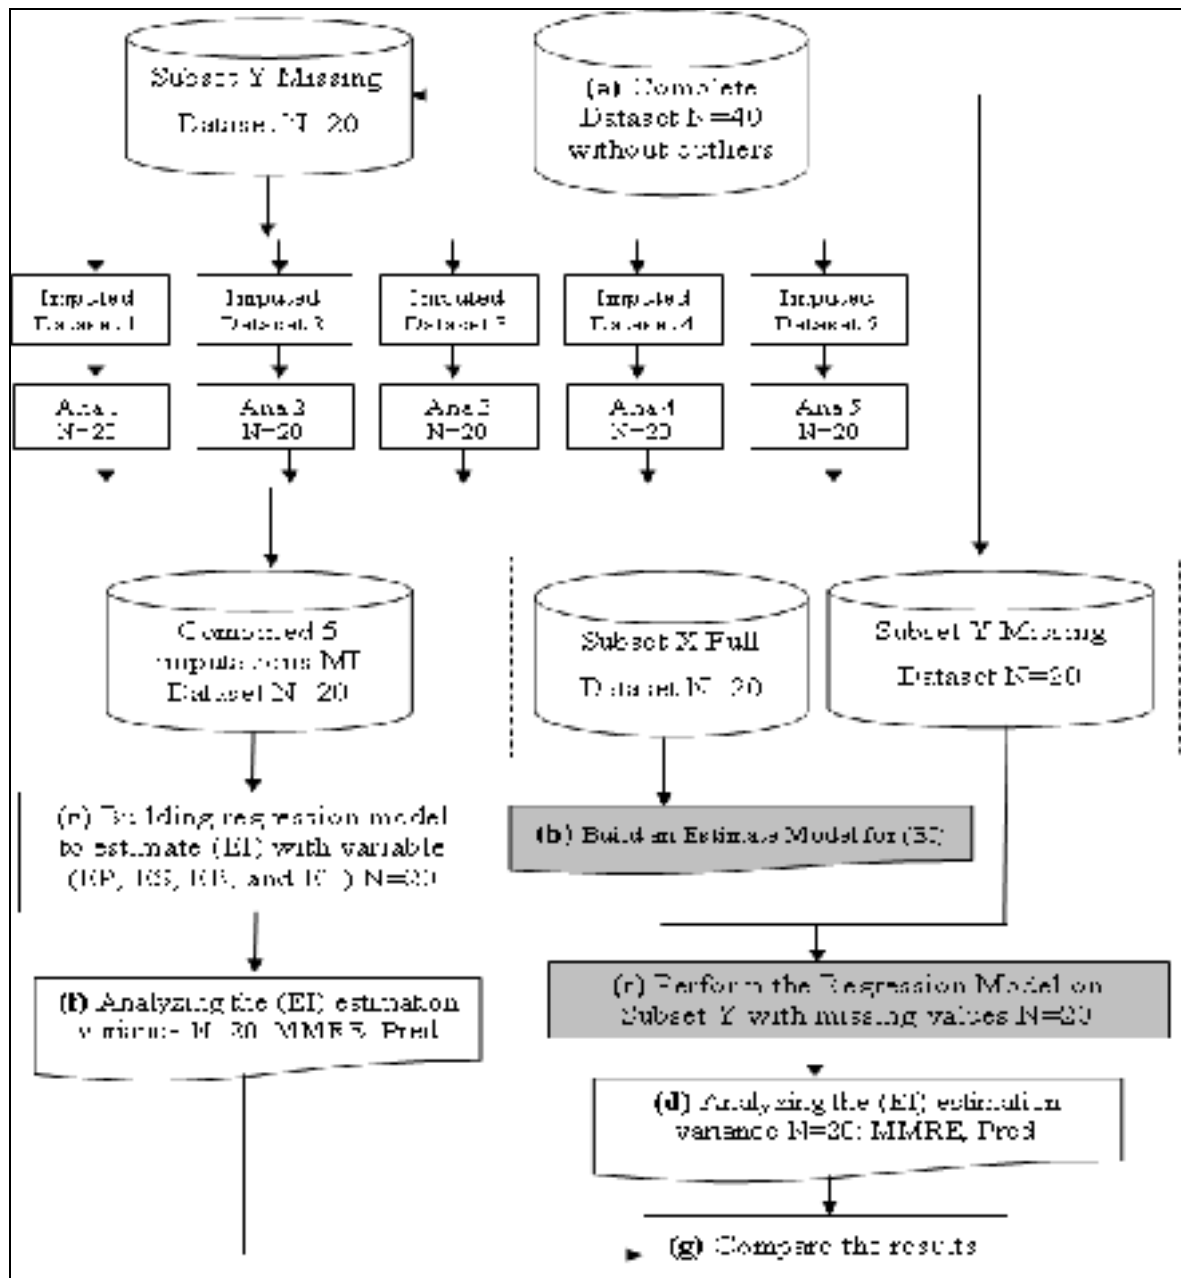 Subset Y Missing
Dataset N=20
(a) Complete
Dataset N=40
without outliers
Imputed
Dataset 1
Imputed
Dataset 2
Imputed
Dataset 3
Imputed
Dataset 4
Imputed
Dataset 5
Ana 1
N=20
Ana 2
N=20
Ana 3
N=20
Ana 4
N=20
Ana 5
N=20
Combined 5
imputations MI
Dataset N=20
Subset X Full
Dataset N=20
Subset Y Missing
Dataset N=20
Building regression model
to estimate (EI) with variable
and N=20
(b) Build an Estimate Model for (EI)
(f) Analyzing the (EI) estimation
variance N=20 MMRE, Pred
(c) Perform the Regression Model on
Subset Y with missing values N=20
(d) Analyzing the (EI) estimation
variance N=20: MMRE, Pred
(g) Compare the results